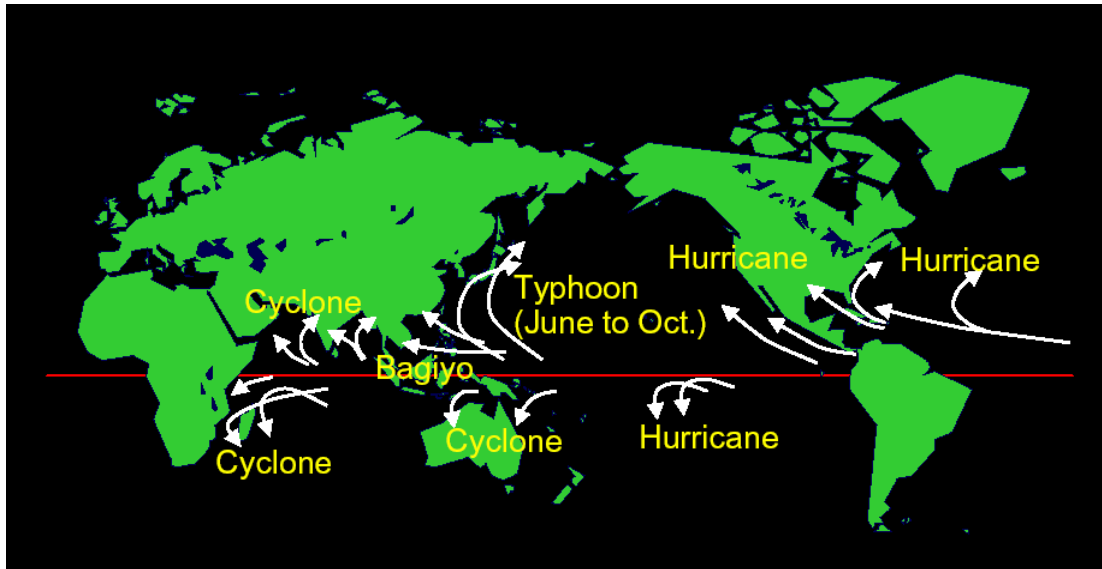 Hurricane
Hurricane
Cyclone
Typhoon
(June to Oct.)
Bagiyo
Cyclone
Hurricane
Cyclone